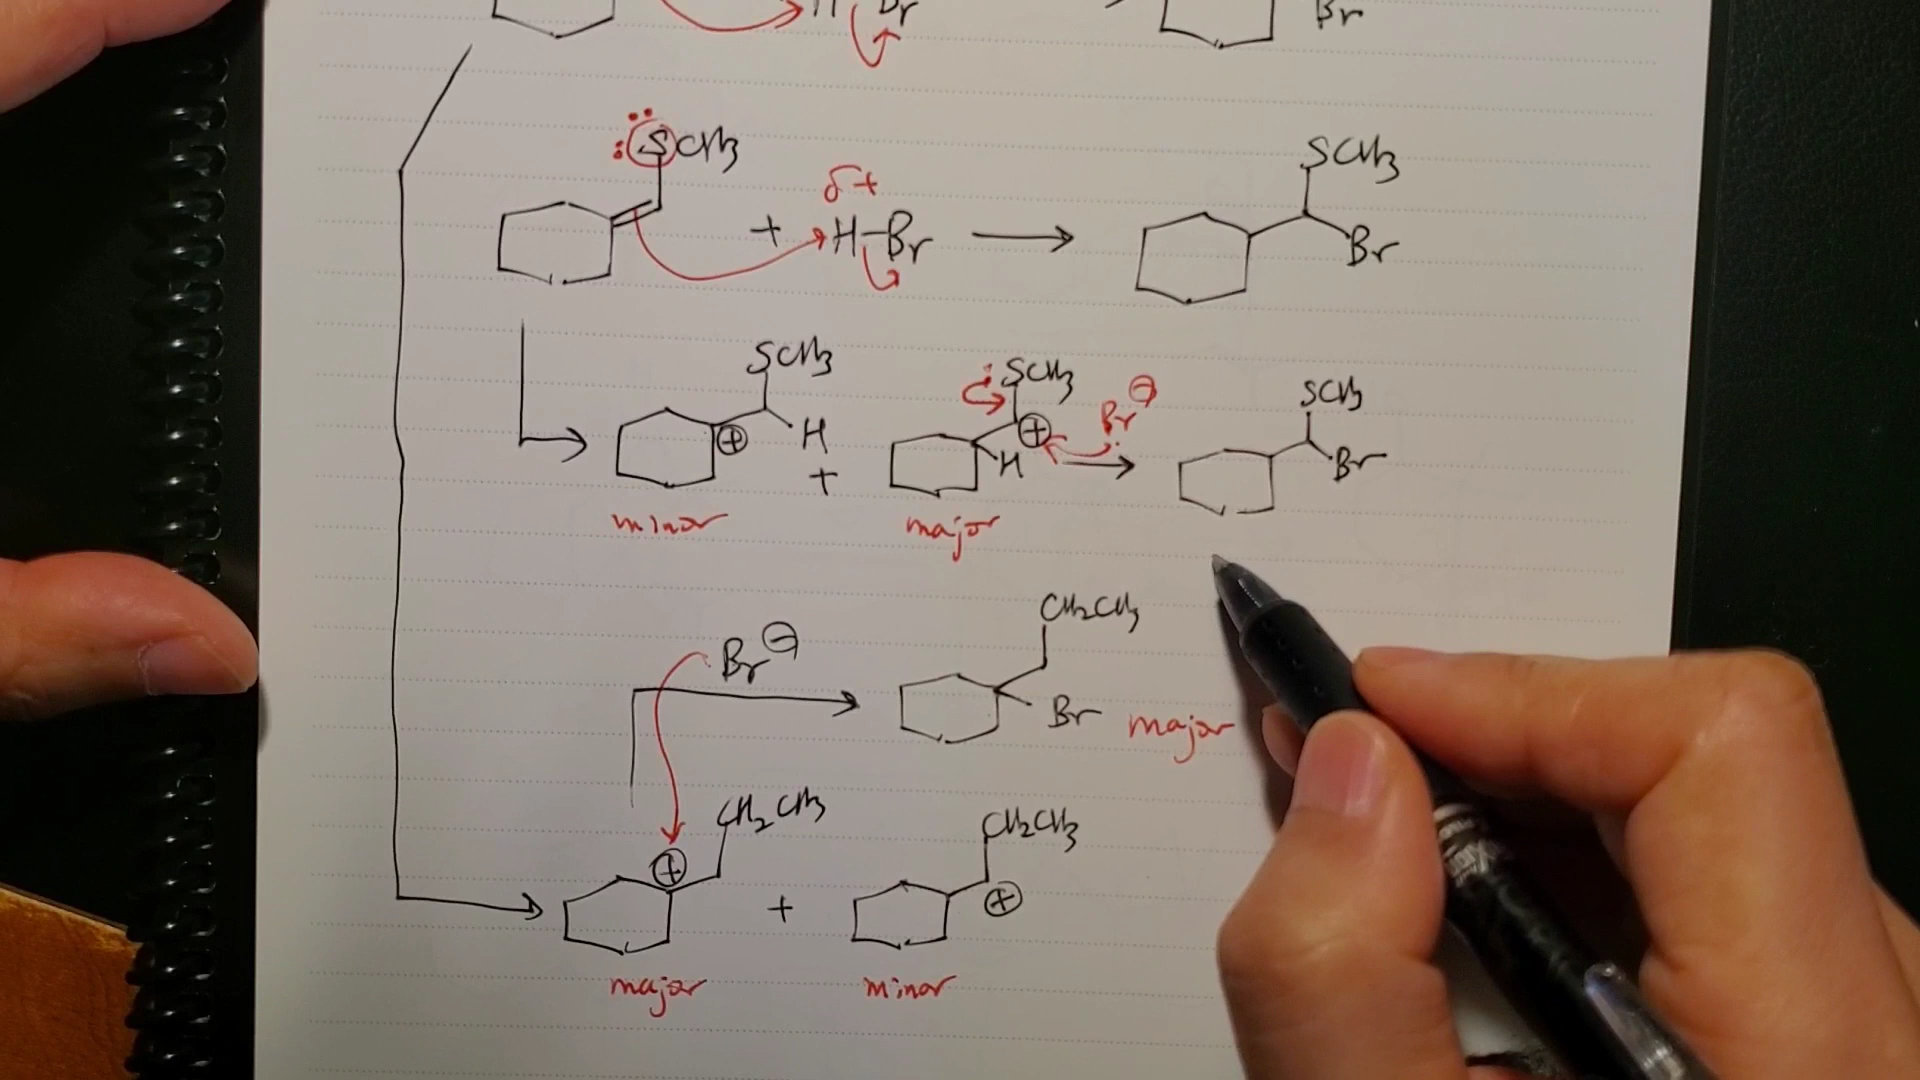 H Br Br
SCH3 SCH3
δ+
+ H-Br → Br
SCH3 SCH3 Br⊖ SCH3
⊕ H + ⊕ H → Br
minor major
CH2CH3
Br⊖ → Br major
CH2CH3 CH2CH3
⊕ + ⊕
major minor